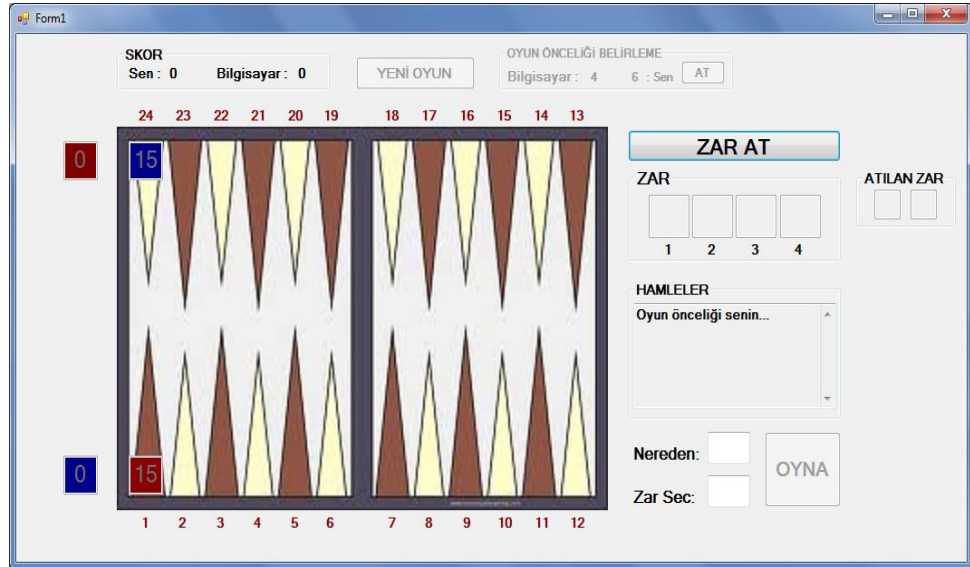 Form1
SKOR
Sen : 0 Bilgisayar : 0
YENİ OYUN
OYUN ÖNCELİĞİ BELİRLEME
Bilgisayar : 4 6 : Sen AT
24 23 22 21 20 19 18 17 16 15 14 13
0 15
ZAR AT
ZAR
1 2 3 4
ATILAN ZAR
HAMLELER
Oyun önceliği senin...
Nereden:
Zar Sec:
OYNA
0 15
1 2 3 4 5 6 7 8 9 10 11 12